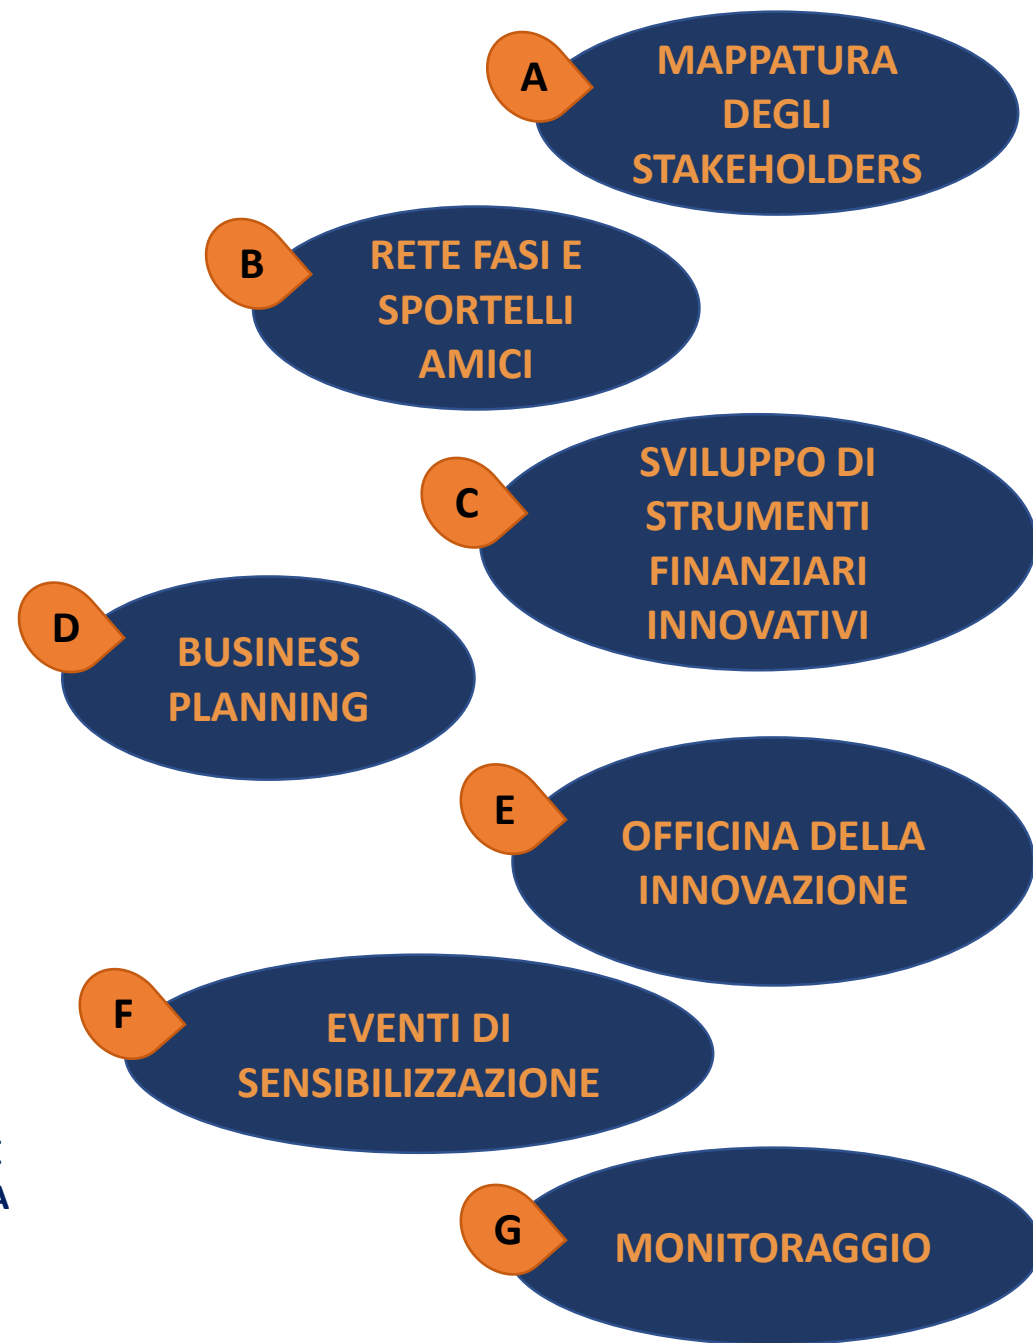 A
MAPPATURA
DEGLI
STAKEHOLDERS
B
RETE FASI E
SPORTELLI
AMICI
C
SVILUPPO DI
STRUMENTI
FINANZIARI
INNOVATIVI
D
BUSINESS
PLANNING
E
OFFICINA DELLA
INNOVAZIONE
F
EVENTI DI
SENSIBILIZZAZIONE
G
MONITORAGGIO